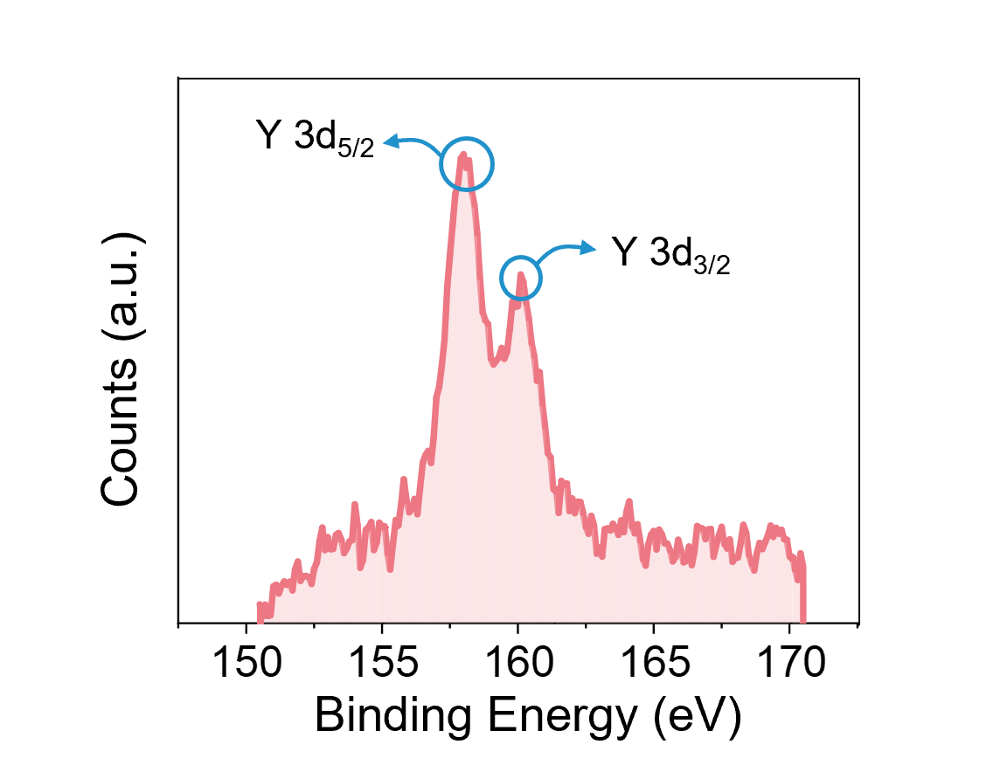 Y 3d5/2
Y 3d3/2
Counts (a.u.)
150 155 160 165 170
Binding Energy (eV)